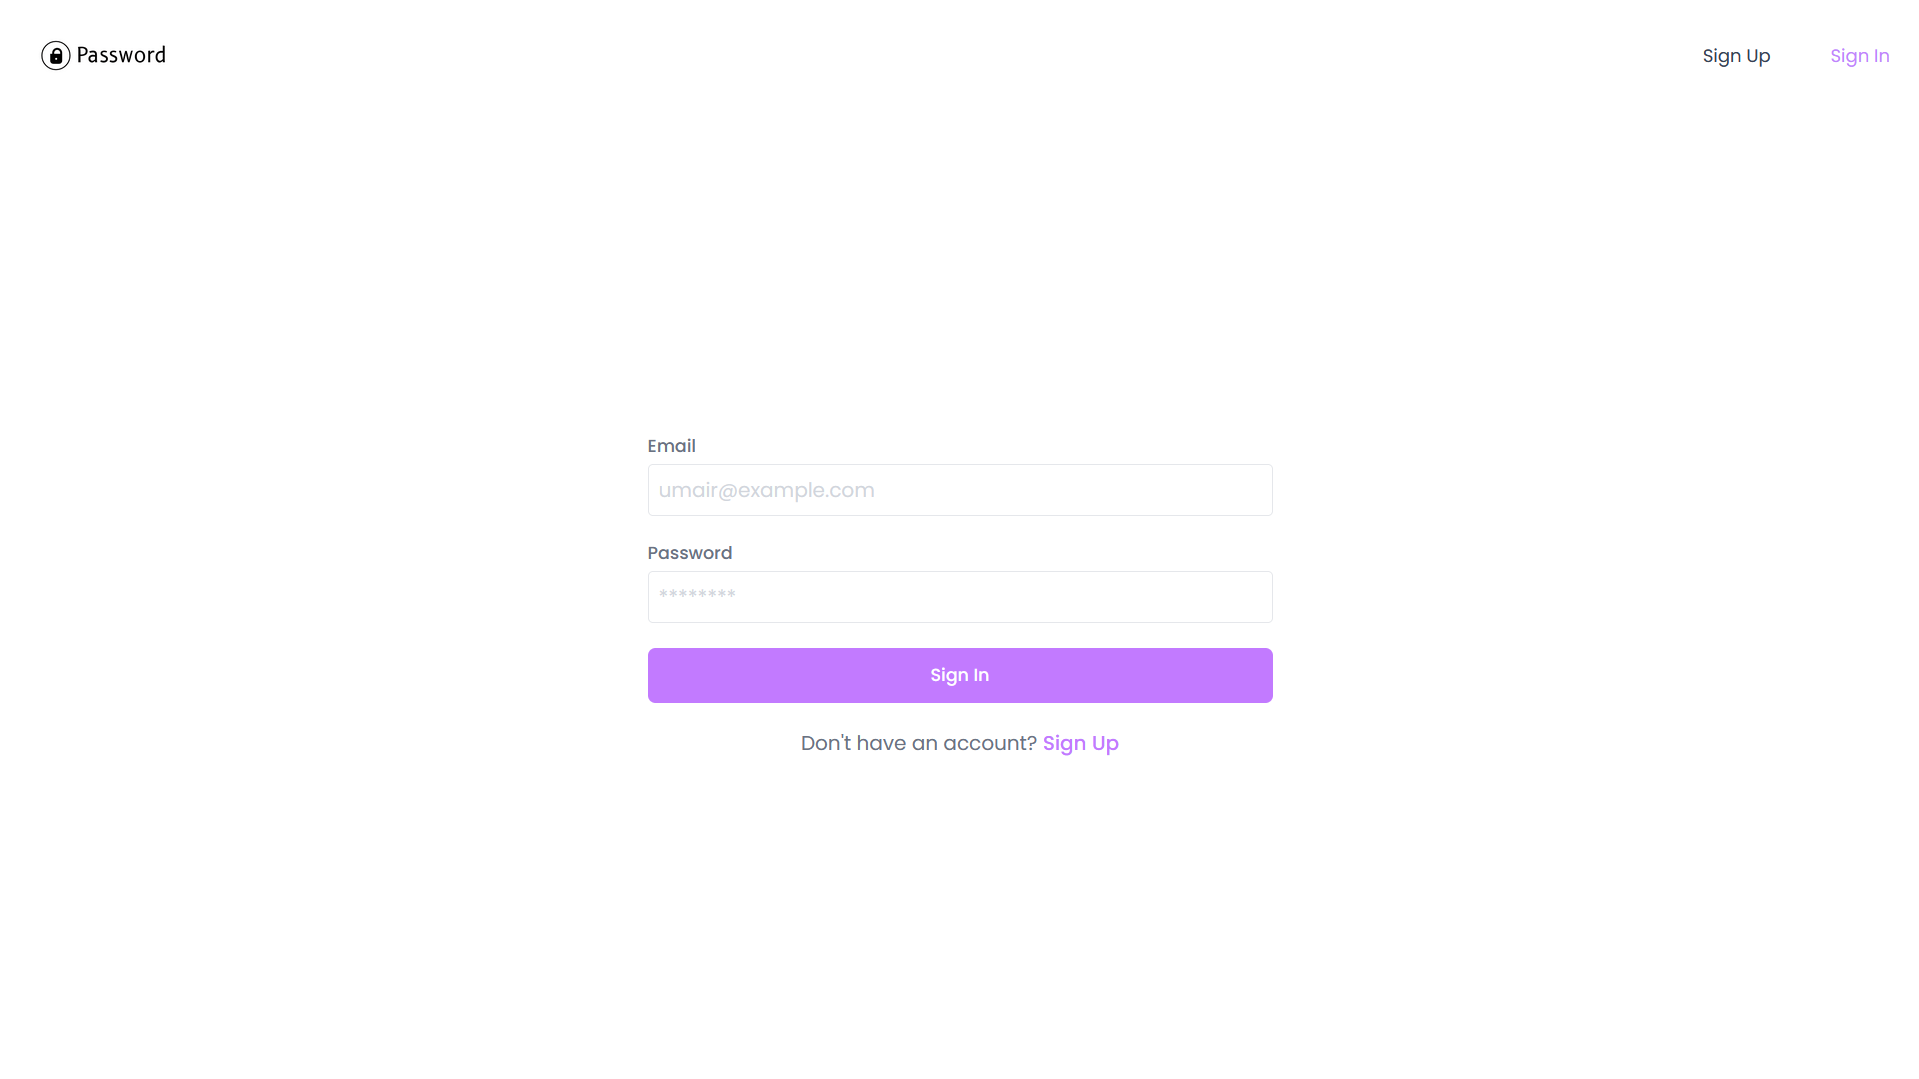 Password
Sign Up
Sign In
Email
umair@example.com
Password
********
Sign In
Don't have an account? Sign Up